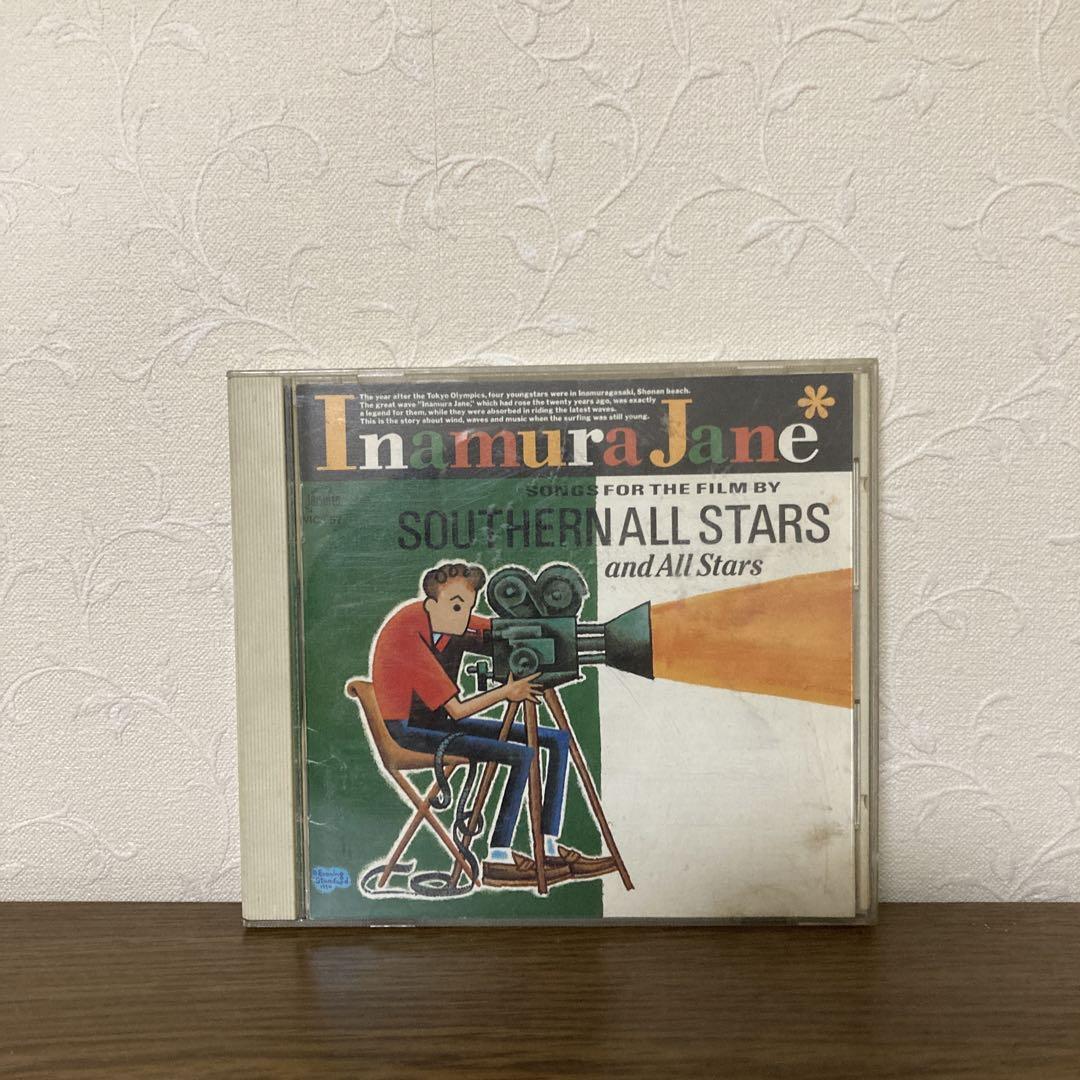 The year after the Tokyo Olympics, four youngstars were in Inamuragasaki, Shonan beach.
The great wave "Inamura Jane," which had rose the twenty years ago, was exactly
a legend for them, while they were absorbed in riding the latest waves.
This is the story about wind, waves and music when the surfing was still young.
Inamura Jane*
SONGS FOR THE FILM BY
SOUTHERN ALL STARS
and All Stars
Evening
Standard